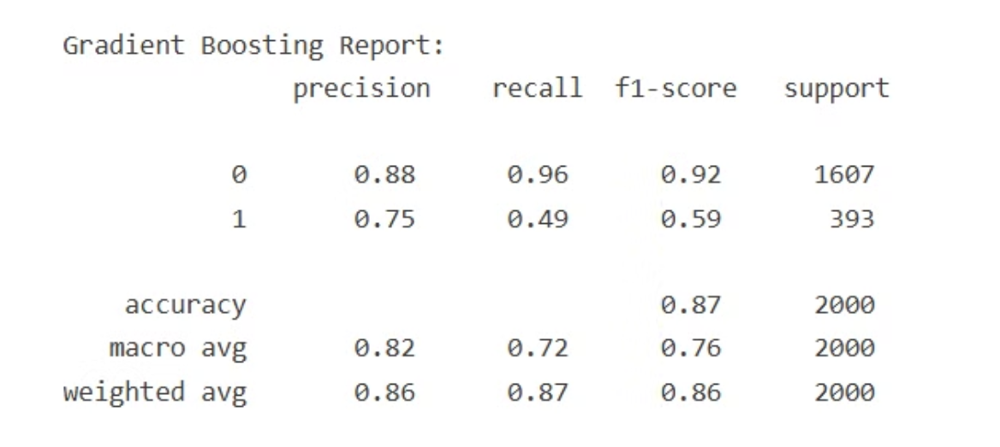 Gradient Boosting Report:
precision recall f1-score support
0 0.88 0.96 0.92 1607
1 0.75 0.49 0.59 393
accuracy 0.87 2000
macro avg 0.82 0.72 0.76 2000
weighted avg 0.86 0.87 0.86 2000